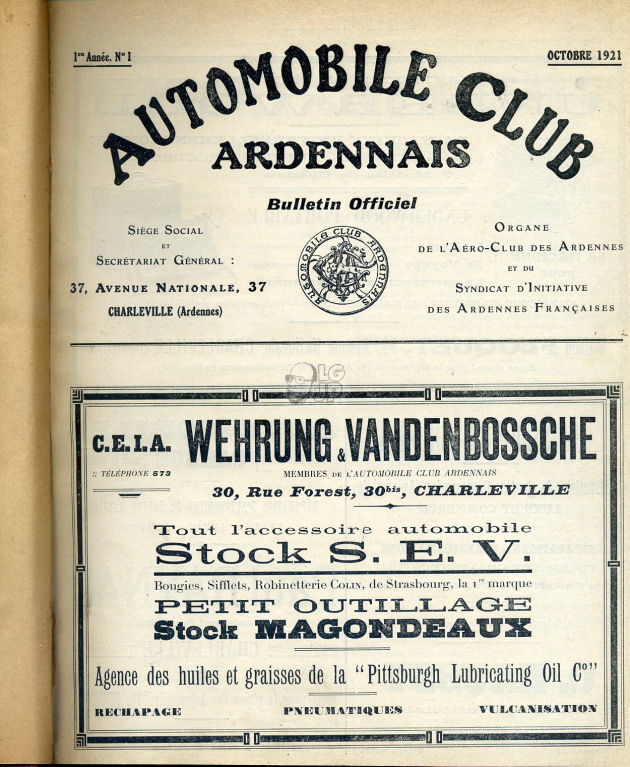 1re Année. N° 1
OCTOBRE 1921
AUTOMOBILE CLUB
ARDENNAIS
Bulletin Officiel
SIÈGE SOCIAL
ET
SECRÉTARIAT GÉNÉRAL :
37, AVENUE NATIONALE, 37
CHARLEVILLE (Ardennes)
AUTOMOBILE CLUB ARDENNAIS
ORGANE
DE L'AÉRO-CLUB DES ARDENNES
ET DU
SYNDICAT D'INITIATIVE
DES ARDENNES FRANÇAISES
LG
C.E.I.A. WEHRUNG & VANDENBOSSCHE
:: TÉLÉPHONE 573
MEMBRES DE L'AUTOMOBILE CLUB ARDENNAIS
30, Rue Forest, 30bis, CHARLEVILLE
Tout l'accessoire automobile
Stock S. E. V.
Bougies, Sifflets, Robinetterie COLIN, de Strasbourg, la 1re marque
PETIT OUTILLAGE
Stock MAGONDEAUX
Agence des huiles et graisses de la "Pittsburgh Lubricating Oil Co"
RECHAPAGE PNEUMATIQUES VULCANISATION